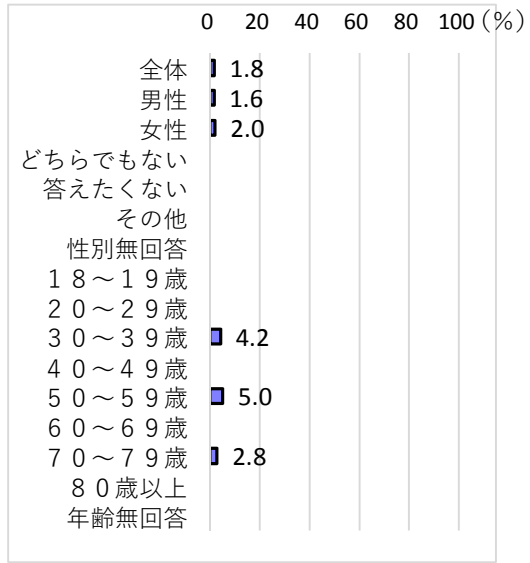 0 20 40 60 80 100 (%)
全体 1.8
男性 1.6
女性 2.0
どちらでもない
答えたくない
その他
性別無回答
１８～１９歳
２０～２９歳
３０～３９歳 4.2
４０～４９歳
５０～５９歳 5.0
６０～６９歳
７０～７９歳 2.8
８０歳以上
年齢無回答